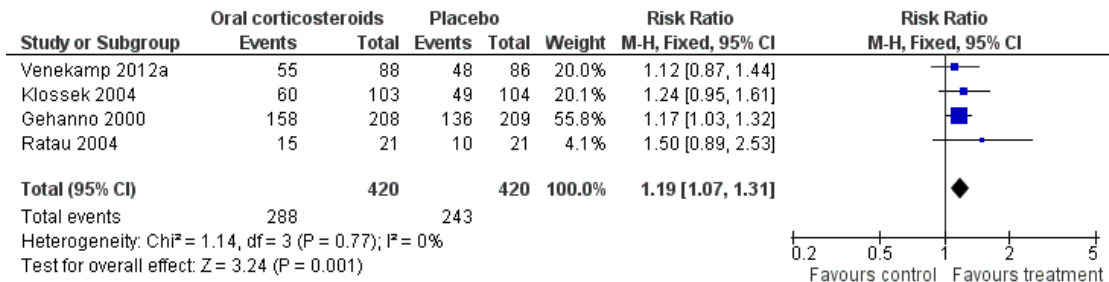 Oral corticosteroids Placebo Risk Ratio Risk Ratio
Study or Subgroup Events Total Events Total Weight M-H, Fixed, 95% CI M-H, Fixed, 95% CI
Venekamp 2012a 55 88 48 86 20.0% 1.12 [0.87, 1.44]
Klossek 2004 60 103 49 104 20.1% 1.24 [0.95, 1.61]
Gehanno 2000 158 208 136 209 55.8% 1.17 [1.03, 1.32]
Ratau 2004 15 21 10 21 4.1% 1.50 [0.89, 2.53]
Total (95% CI) 420 420 100.0% 1.19 [1.07, 1.31]
Total events 288 243
Heterogeneity: Chi² = 1.14, df = 3 (P = 0.77); I² = 0%
Test for overall effect: Z = 3.24 (P = 0.001)
0.2 0.5 1 2 5
Favours control Favours treatment